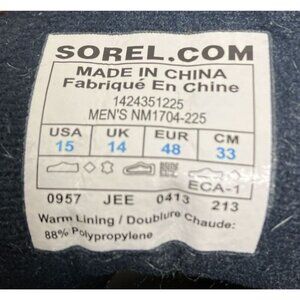 SOREL.COM
MADE IN CHINA
Fabriqué En Chine
1424351225
MEN'S NM1704-225
USA UK EUR CM
15 14 48 33
ECA-1
0957 JEE 0413 213
Warm Lining / Doublure Chaude:
88% Polypropylene